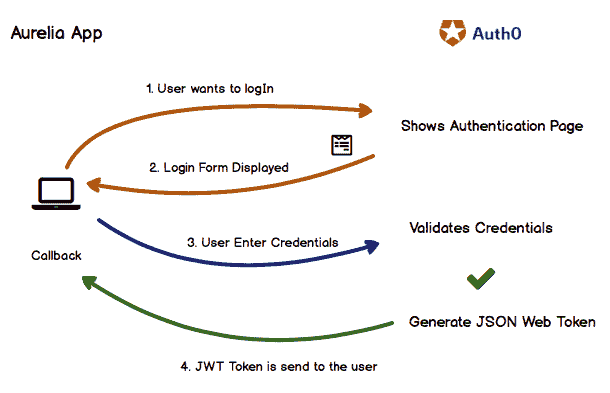 Aurelia App
Auth0
1. User wants to logIn
Shows Authentication Page
2. Login Form Displayed
3. User Enter Credentials
Validates Credentials
Callback
Generate JSON Web Token
4. JWT Token is send to the user